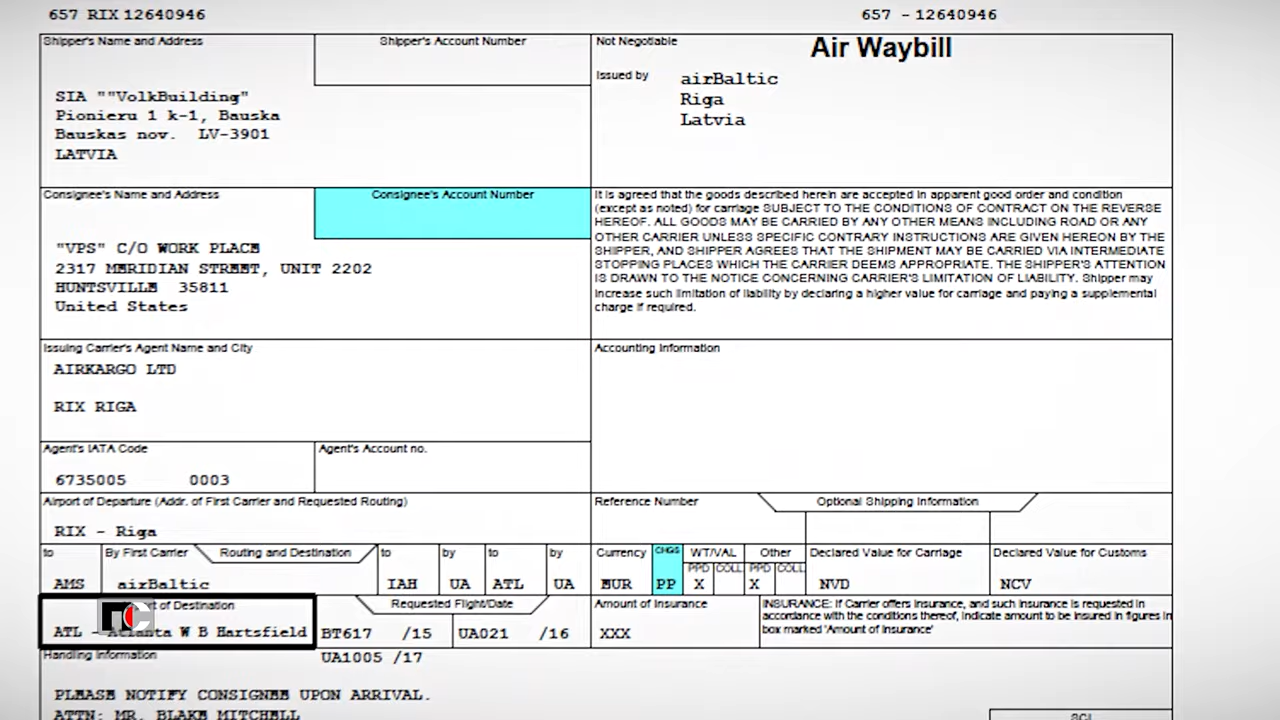 657 RIX 12640946
657 - 12640946
Shipper's Name and Address
Shipper's Account Number
SIA ""VolkBuilding"
Pionieru 1 k-1, Bauska
Bauskas nov. LV-3901
LATVIA
Not Negotiable
Air Waybill
Issued by
airBaltic
Riga
Latvia
Consignee's Name and Address
Consignee's Account Number
"VPS" C/O WORK PLACE
2317 MERIDIAN STREET, UNIT 2202
HUNTSVILLE 35811
United States
It is agreed that the goods described herein are accepted in apparent good order and condition
(except as noted) for carriage SUBJECT TO THE CONDITIONS OF CONTRACT ON THE REVERSE
HEREOF. ALL GOODS MAY BE CARRIED BY ANY OTHER MEANS INCLUDING ROAD OR ANY
OTHER CARRIER UNLESS SPECIFIC CONTRARY INSTRUCTIONS ARE GIVEN HEREON BY THE
SHIPPER, AND SHIPPER AGREES THAT THE SHIPMENT MAY BE CARRIED VIA INTERMEDIATE
STOPPING PLACES WHICH THE CARRIER DEEMS APPROPRIATE. THE SHIPPER'S ATTENTION
IS DRAWN TO THE NOTICE CONCERNING CARRIER'S LIMITATION OF LIABILITY. Shipper may
increase such limitation of liability by declaring a higher value for carriage and paying a supplemental
charge if required.
Issuing Carrier's Agent Name and City
AIRKARGO LTD
RIX RIGA
Accounting Information
Agent's IATA Code
Agent's Account no.
6735005 0003
Airport of Departure (Addr. of First Carrier and Requested Routing)
RIX - Riga
Reference Number
Optional Shipping Information
to
By First Carrier
Routing and Destination
to
by
to
by
AMS
airBaltic
IAH
UA
ATL
UA
Currency
CHGS
WT/VAL
Other
PPD
COLL
PPD
COLL
EUR
PP
X
X
Declared Value for Carriage
NVD
Declared Value for Customs
NCV
of Destination
ATL - Atlanta W B Hartsfield
Requested Flight/Date
BT617 /15
UA021 /16
UA1005 /17
Amount of Insurance
XXX
INSURANCE: If Carrier offers Insurance, and such insurance is requested in
accordance with the conditions thereof, indicate amount to be insured in figures in
box marked 'Amount of Insurance'
Handling Information
PLEASE NOTIFY CONSIGNEE UPON ARRIVAL.
ATTN: MR. BLAKE MITCHELL
SCI